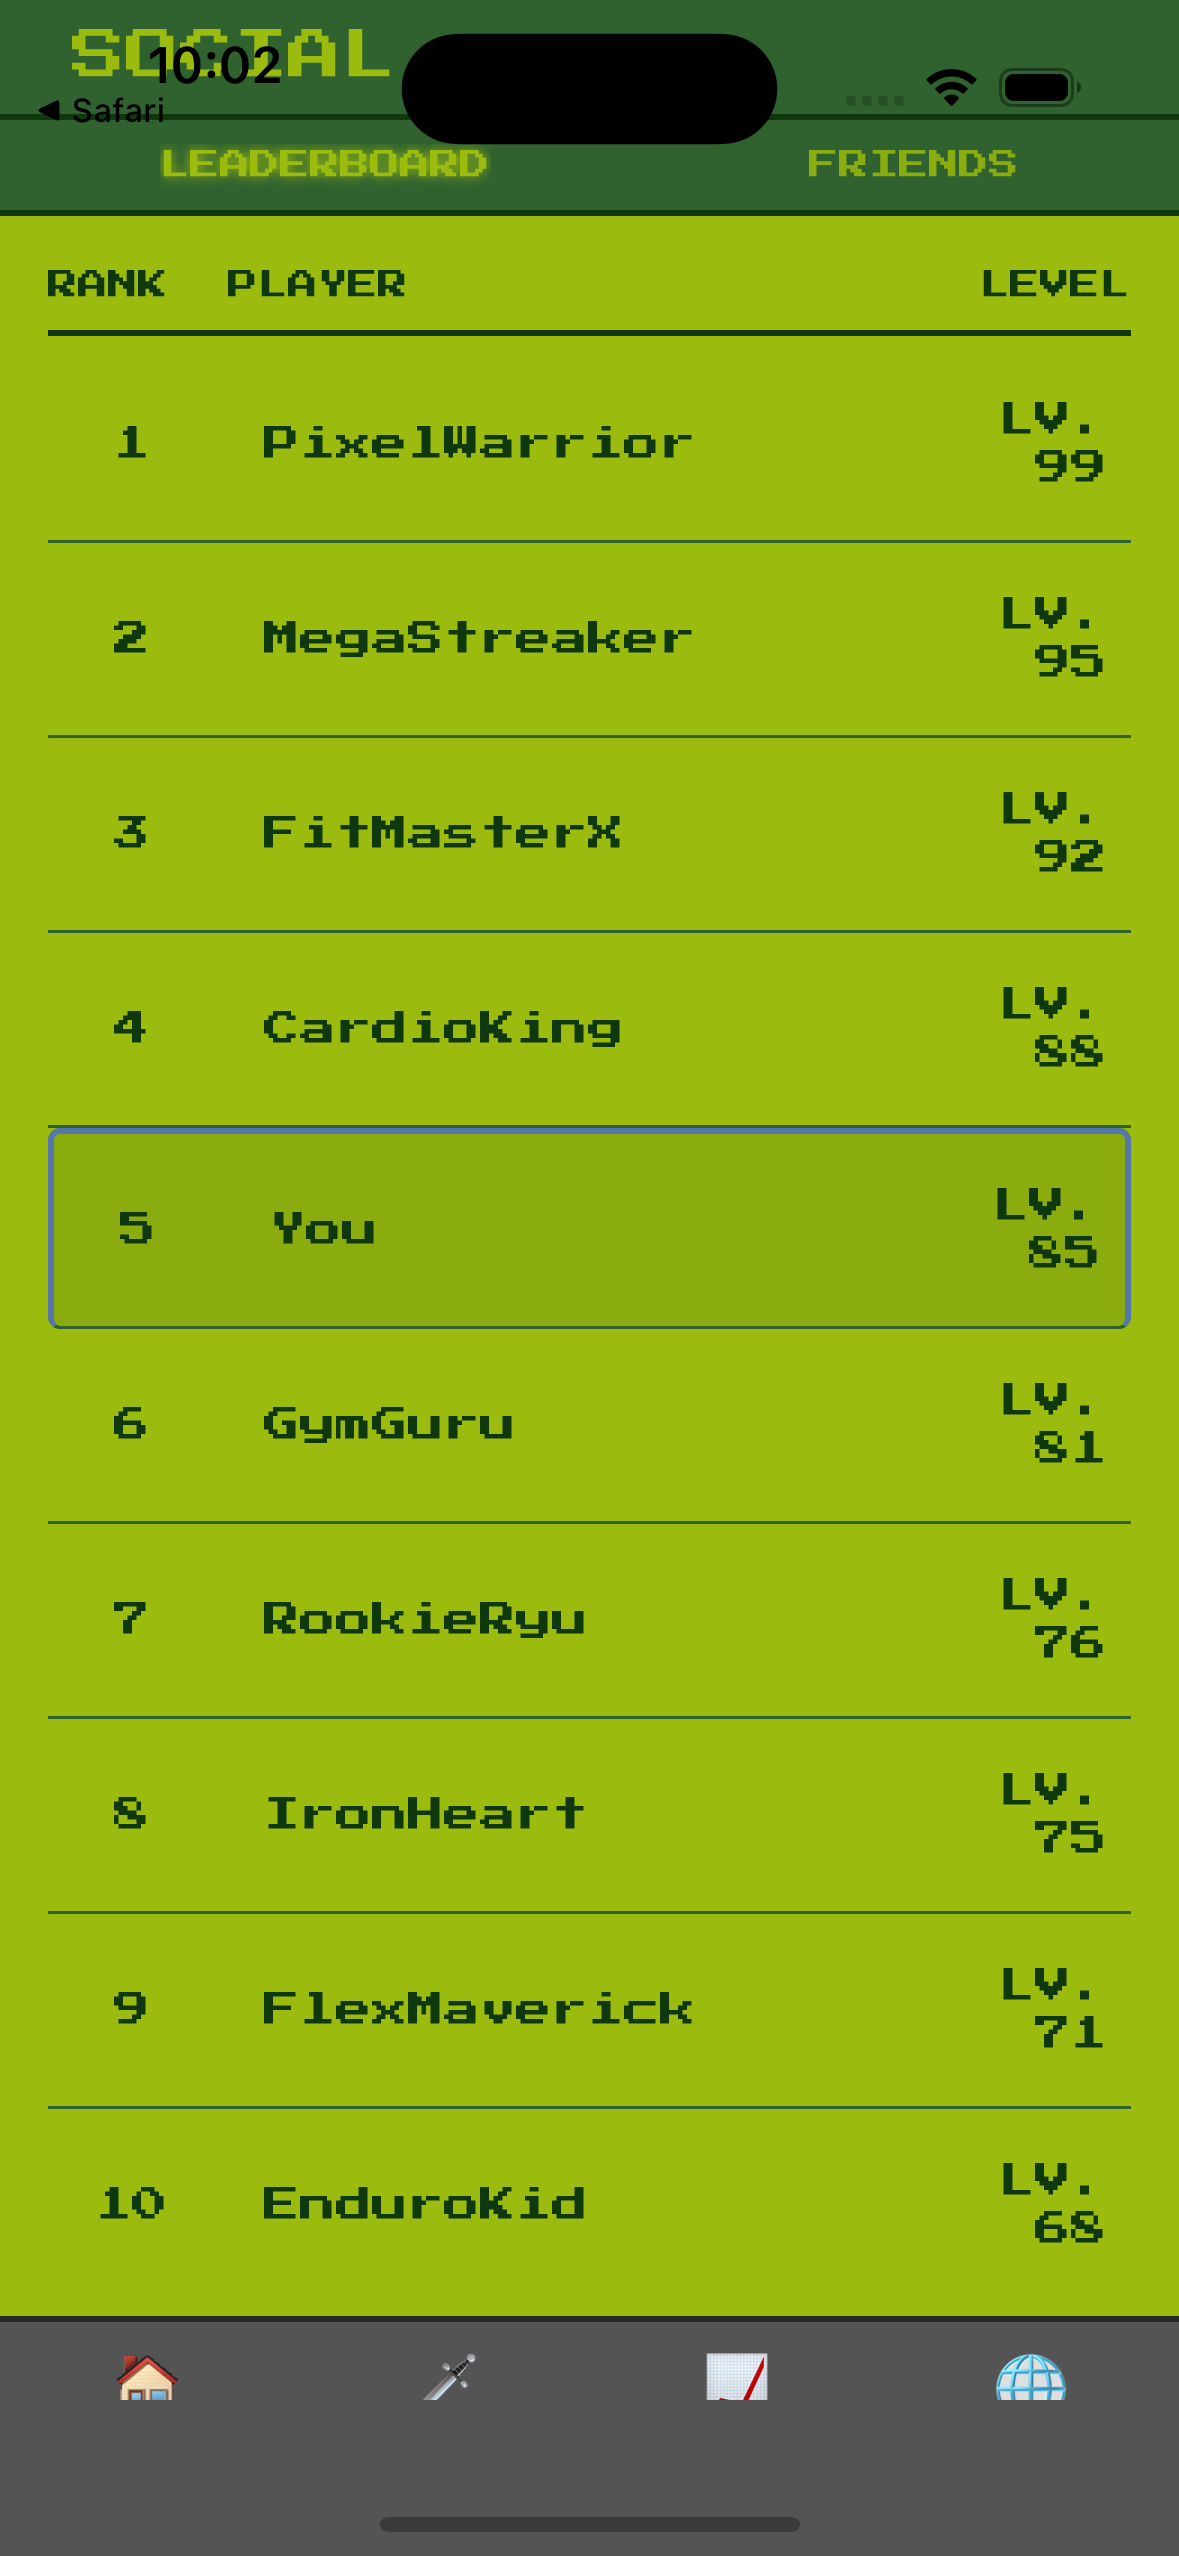 SOCIAL
10:02
◀ Safari
LEADERBOARD FRIENDS
RANK PLAYER LEVEL
1 PixelWarrior LV. 99
2 MegaStreaker LV. 95
3 FitMasterX LV. 92
4 CardioKing LV. 88
5 You LV. 85
6 GymGuru LV. 81
7 RookieRyu LV. 76
8 IronHeart LV. 75
9 FlexMaverick LV. 71
10 EnduroKid LV. 68